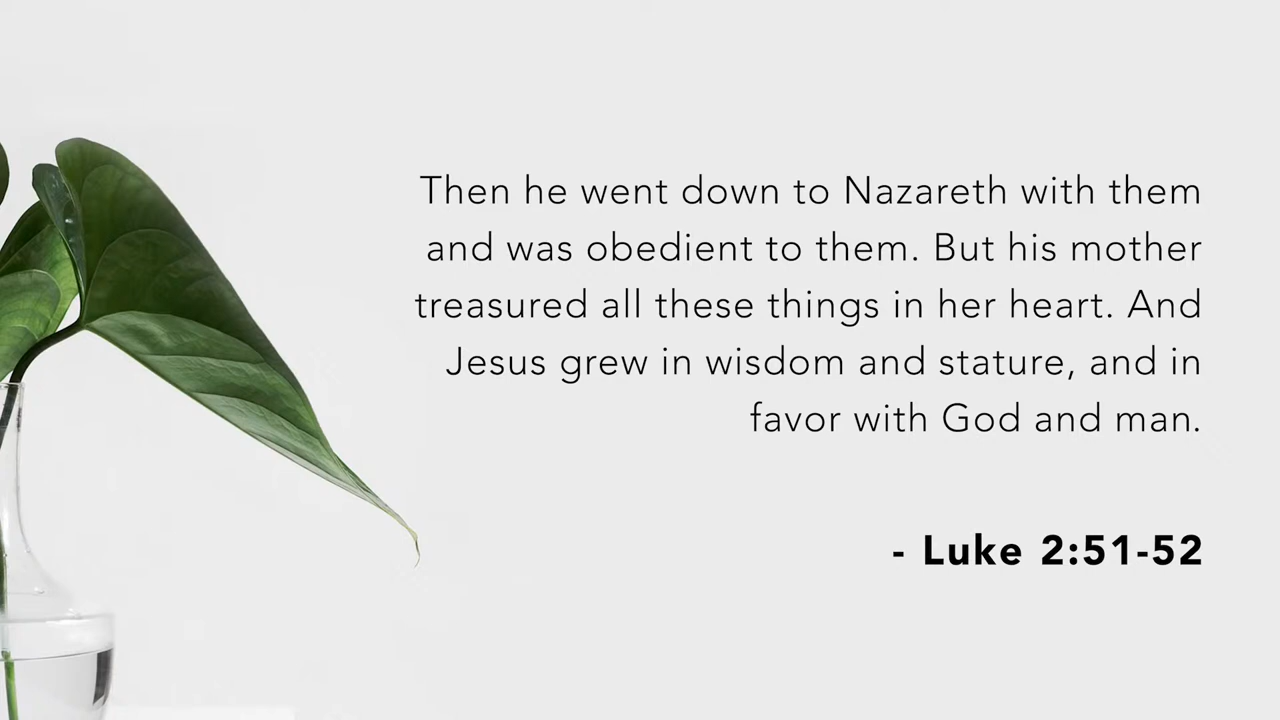 Then he went down to Nazareth with them
and was obedient to them. But his mother
treasured all these things in her heart. And
Jesus grew in wisdom and stature, and in
favor with God and man.
- Luke 2:51-52